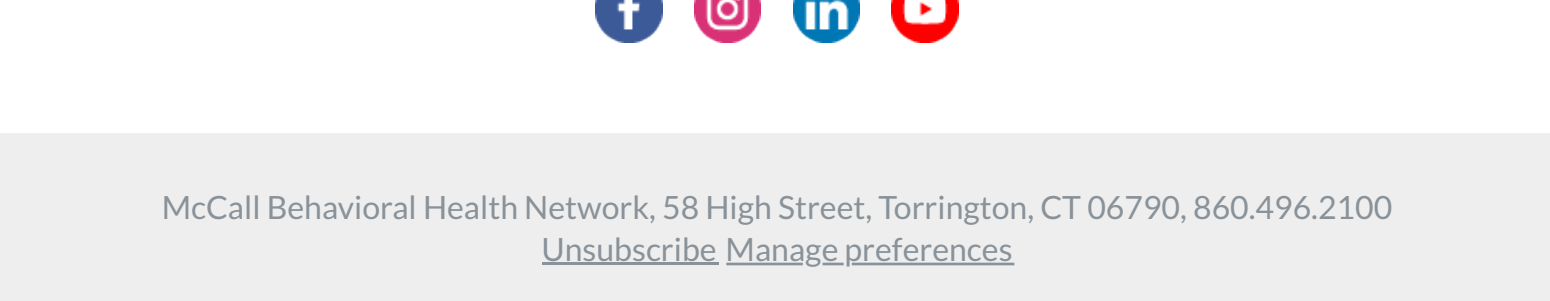 McCall Behavioral Health Network, 58 High Street, Torrington, CT 06790, 860.496.2100
Unsubscribe Manage preferences